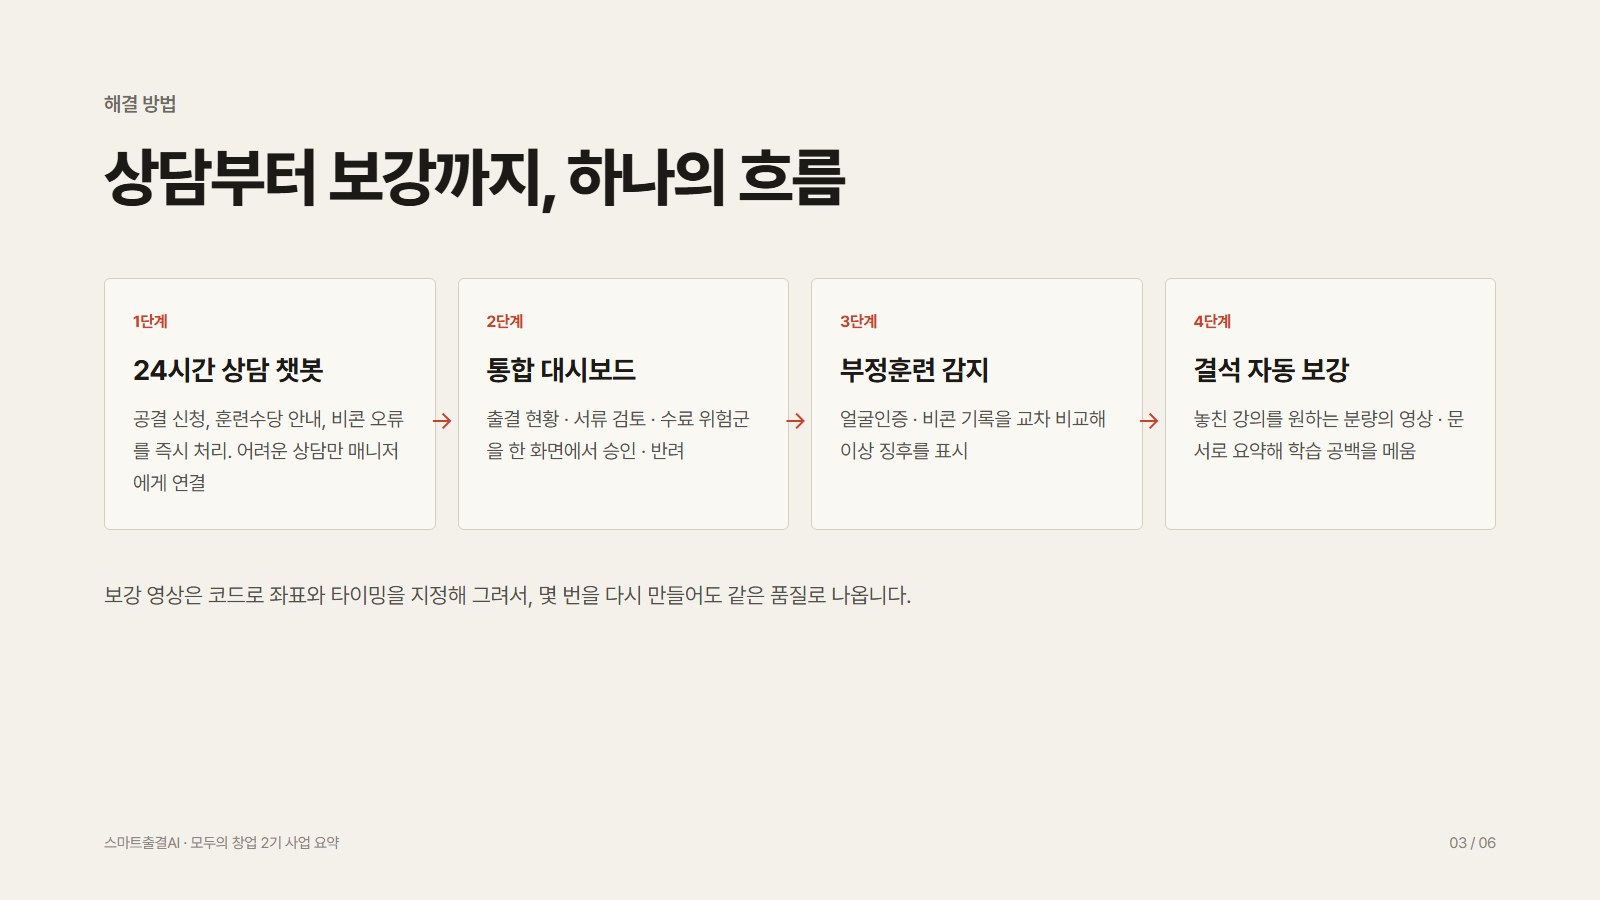 해결 방법
상담부터 보강까지, 하나의 흐름
1단계
24시간 상담 챗봇
공결 신청, 훈련수당 안내, 비콘 오류
를 즉시 처리. 어려운 상담만 매니저
에게 연결
→
2단계
통합 대시보드
출결 현황 · 서류 검토 · 수료 위험군
을 한 화면에서 승인 · 반려
→
3단계
부정훈련 감지
얼굴인증 · 비콘 기록을 교차 비교해
이상 징후를 표시
→
4단계
결석 자동 보강
놓친 강의를 원하는 분량의 영상 · 문
서로 요약해 학습 공백을 메움
보강 영상은 코드로 좌표와 타이밍을 지정해 그려서, 몇 번을 다시 만들어도 같은 품질로 나옵니다.
스마트출결AI · 모두의 창업 2기 사업 요약
03 / 06